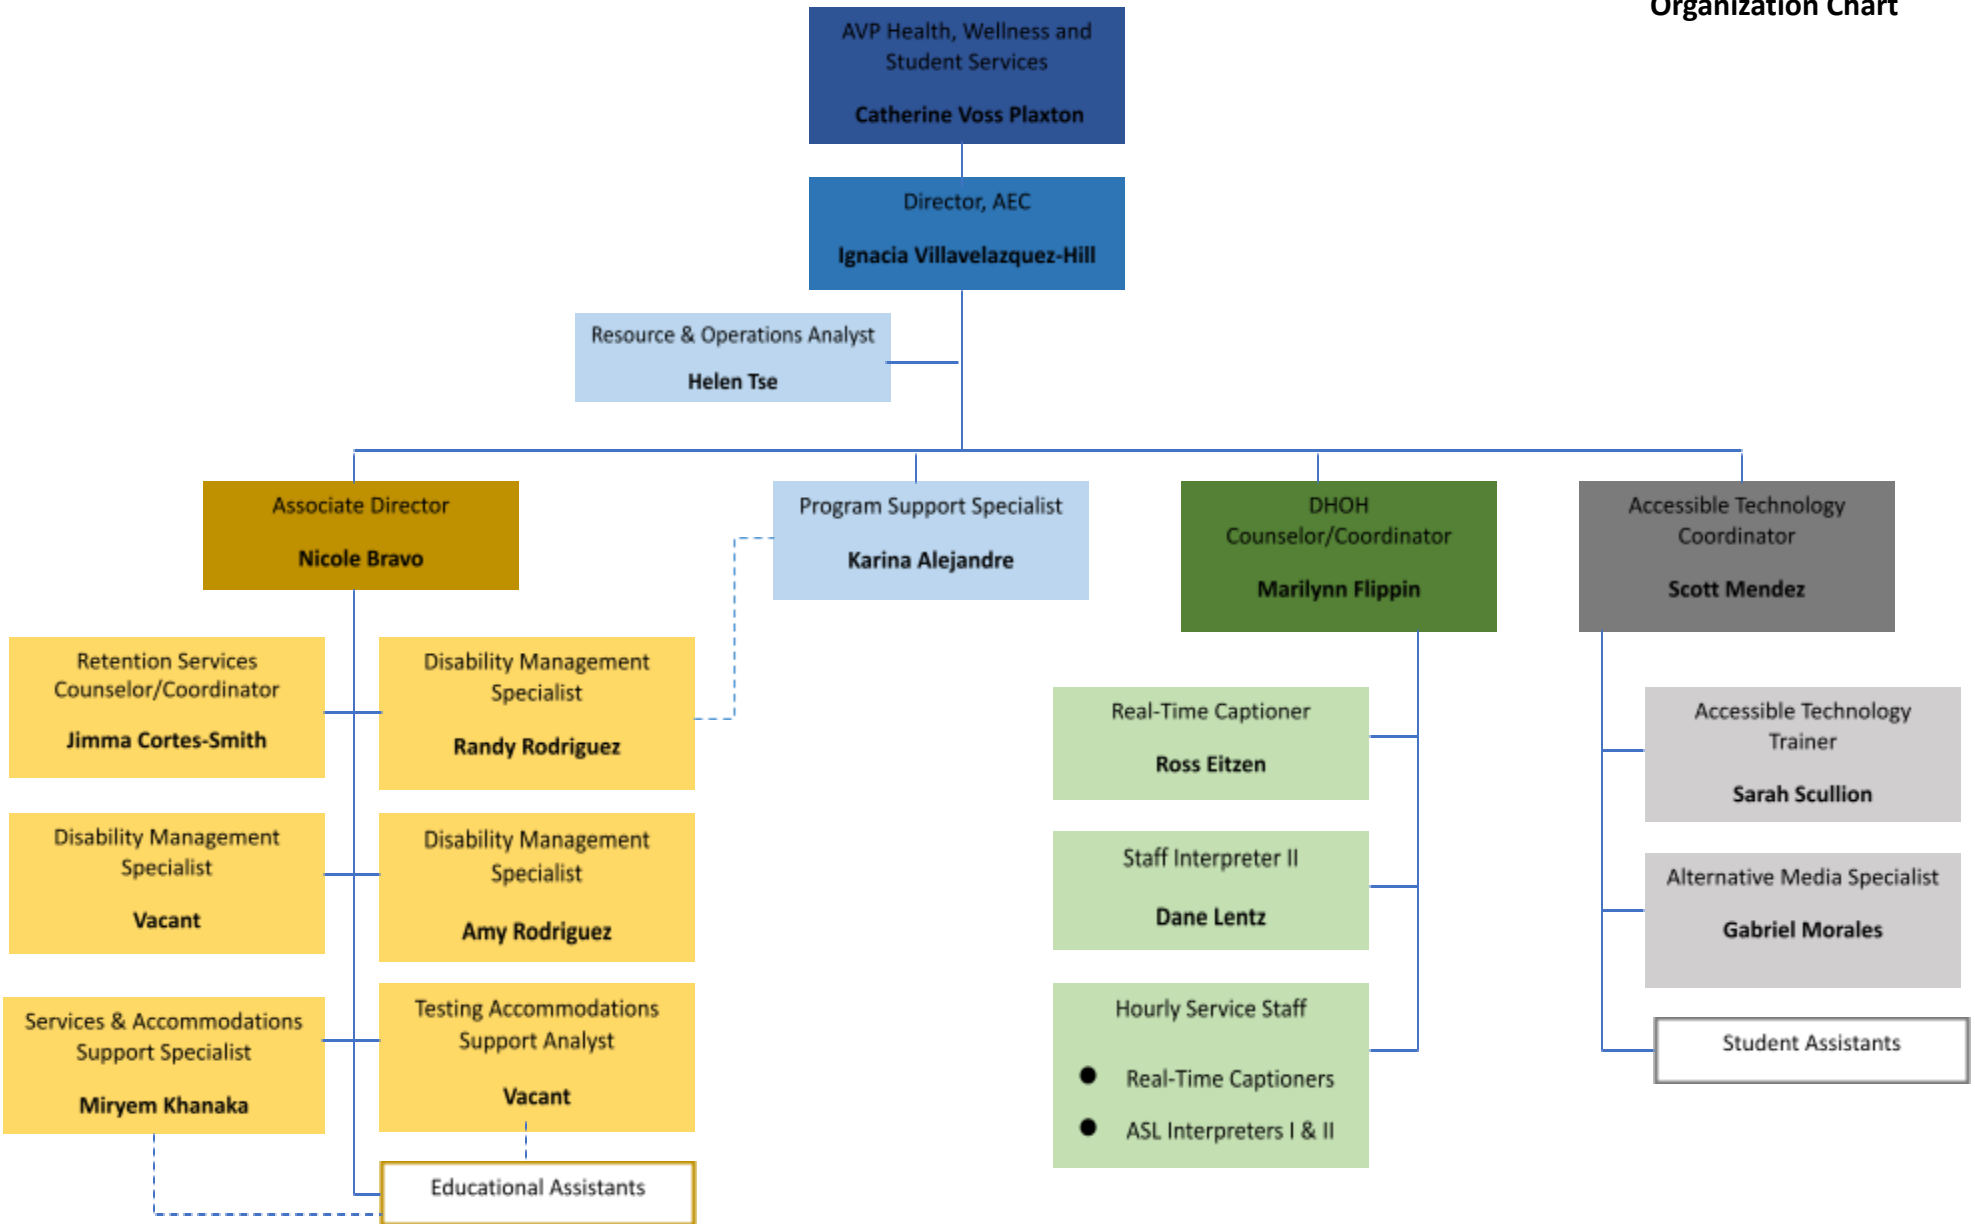 Organization Chart
AVP Health, Wellness and
Student Services
Catherine Voss Plaxton
Director, AEC
Ignacia Villavelazquez-Hill
Resource & Operations Analyst
Helen Tse
Associate Director
Nicole Bravo
Program Support Specialist
Karina Alejandre
DHOH
Counselor/Coordinator
Marilynn Flippin
Accessible Technology
Coordinator
Scott Mendez
Retention Services
Counselor/Coordinator
Jimma Cortes-Smith
Disability Management
Specialist
Randy Rodriguez
Disability Management
Specialist
Vacant
Disability Management
Specialist
Amy Rodriguez
Services & Accommodations
Support Specialist
Miryem Khanaka
Testing Accommodations
Support Analyst
Vacant
Educational Assistants
Real-Time Captioner
Ross Eitzen
Staff Interpreter II
Dane Lentz
Hourly Service Staff
● Real-Time Captioners
● ASL Interpreters I & II
Accessible Technology
Trainer
Sarah Scullion
Alternative Media Specialist
Gabriel Morales
Student Assistants